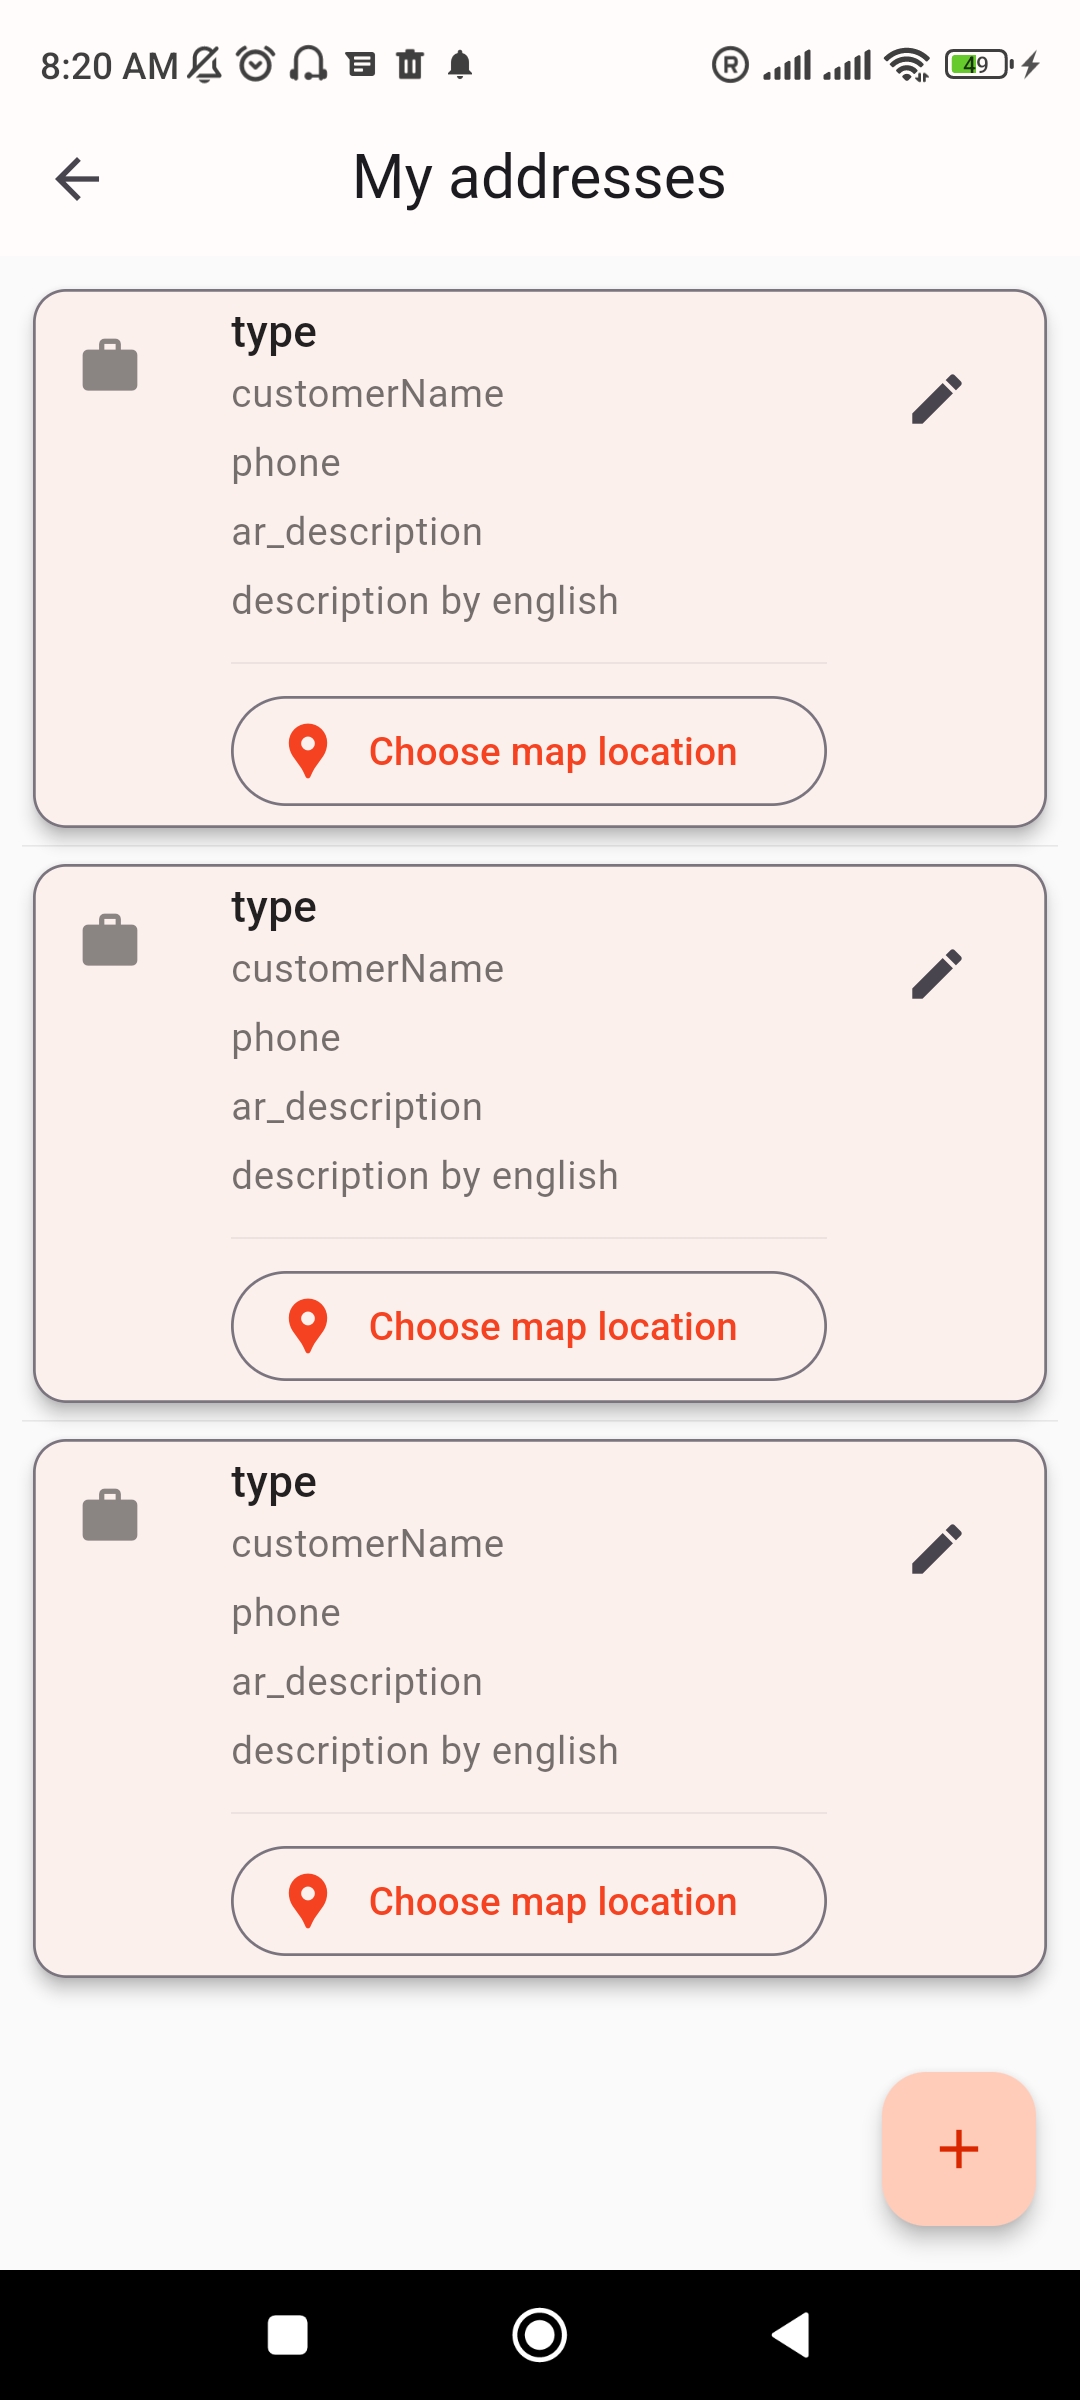 8:20 AM
R
49
My addresses
type
customerName
phone
ar_description
description by english
Choose map location
type
customerName
phone
ar_description
description by english
Choose map location
type
customerName
phone
ar_description
description by english
Choose map location